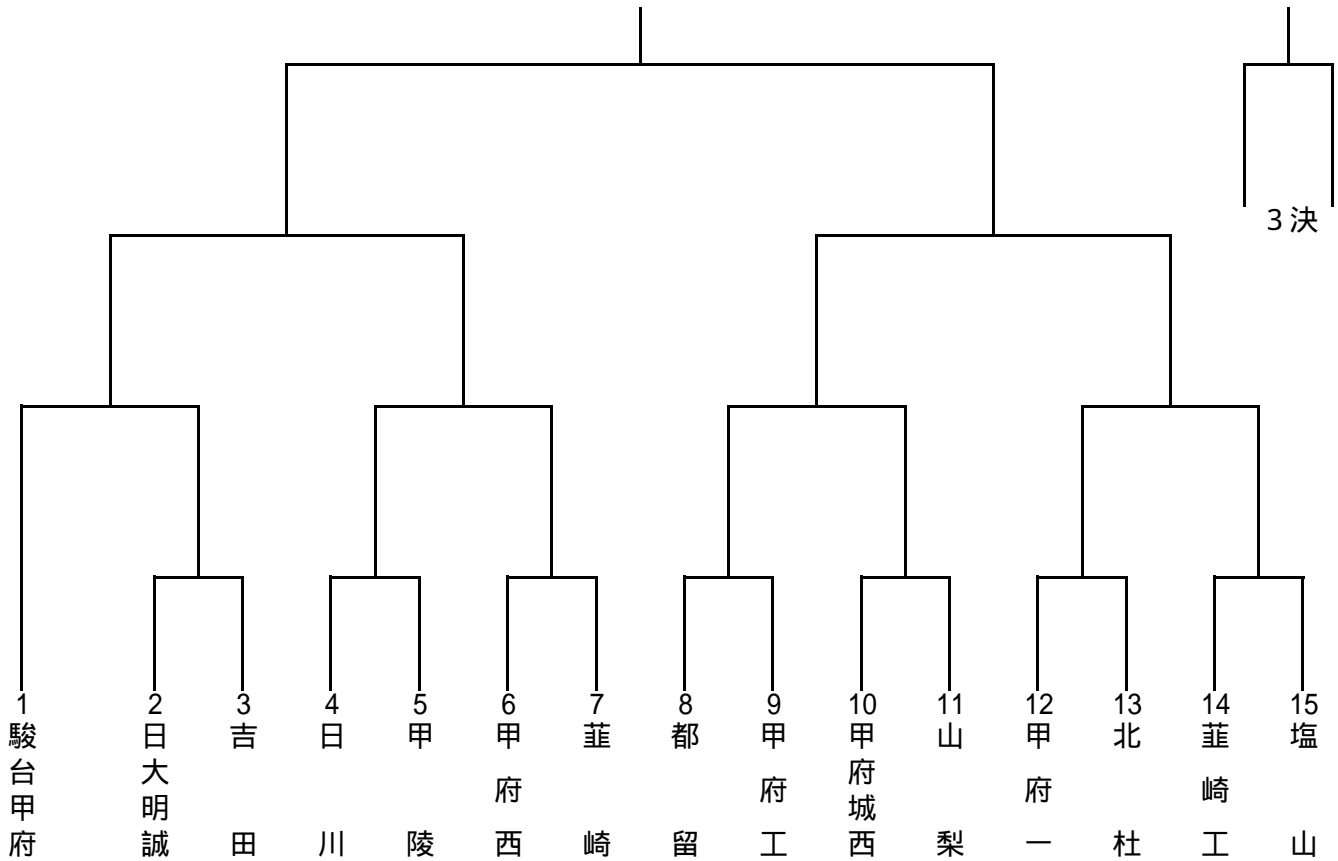 3決
1 駿台甲府
2 日大明誠
3 吉田
4 日川
5 甲陵
6 甲府西
7 韮崎
8 都留
9 甲府工
10 甲府城西
11 山梨
12 甲府一
13 北杜
14 韮崎工
15 塩山